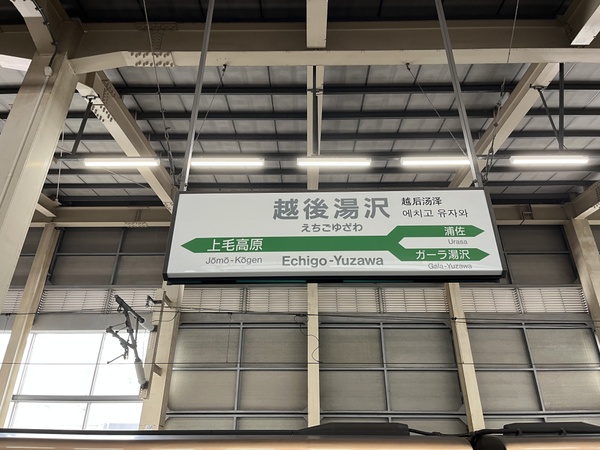 越後湯沢
越后汤泽
えちごゆざわ
에치고 유자와
上毛高原
浦佐
Jōmō-Kōgen
Echigo-Yuzawa
Urasa
ガーラ湯沢
Gala-Yuzawa